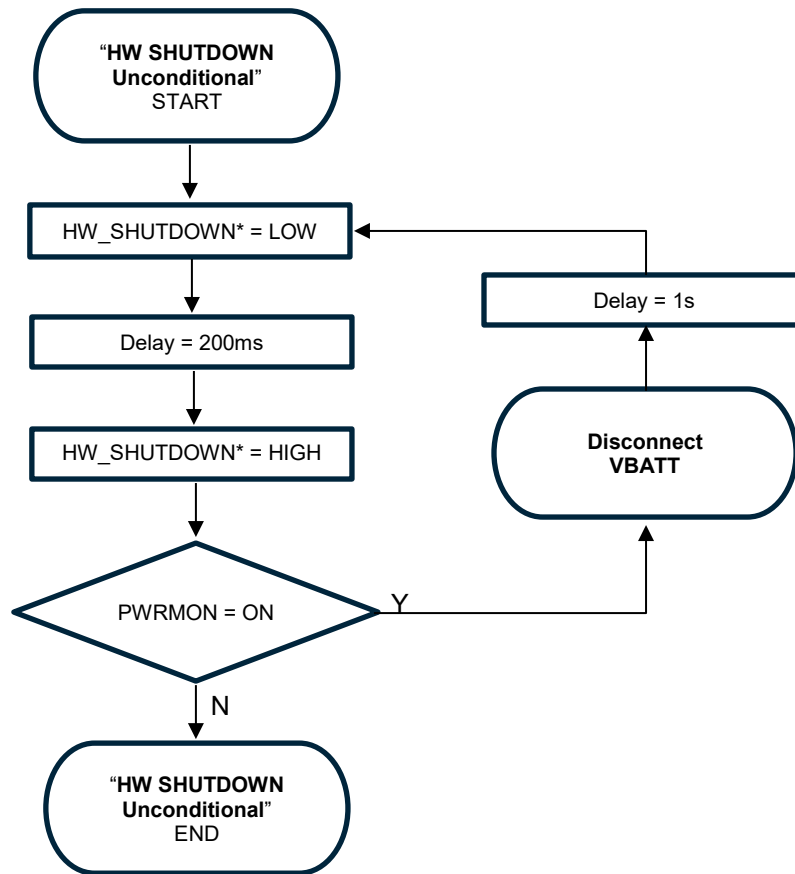 “HW SHUTDOWN
Unconditional”
START
HW_SHUTDOWN* = LOW
Delay = 200ms
HW_SHUTDOWN* = HIGH
PWRMON = ON
Y
N
“HW SHUTDOWN
Unconditional”
END
Disconnect
VBATT
Delay = 1s